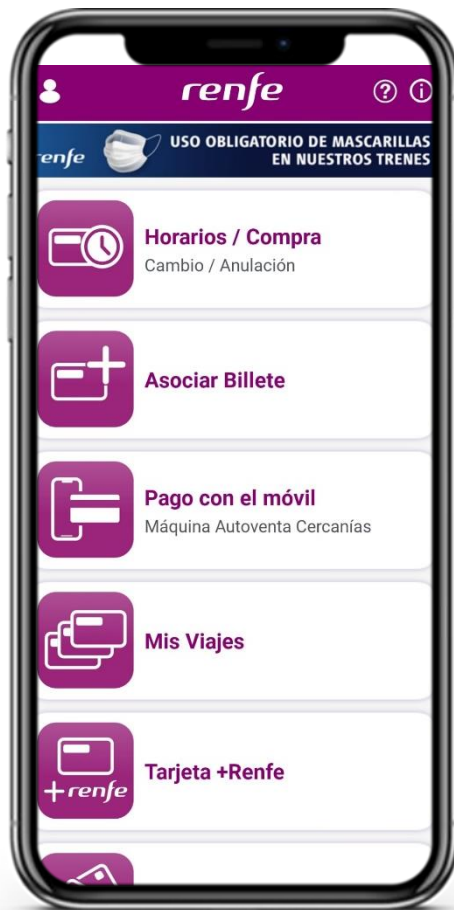 renfe
?
i
renfe
USO OBLIGATORIO DE MASCARILLAS
EN NUESTROS TRENES
Horarios / Compra
Cambio / Anulación
Asociar Billete
Pago con el móvil
Máquina Autoventa Cercanías
Mis Viajes
Tarjeta +Renfe
+renfe